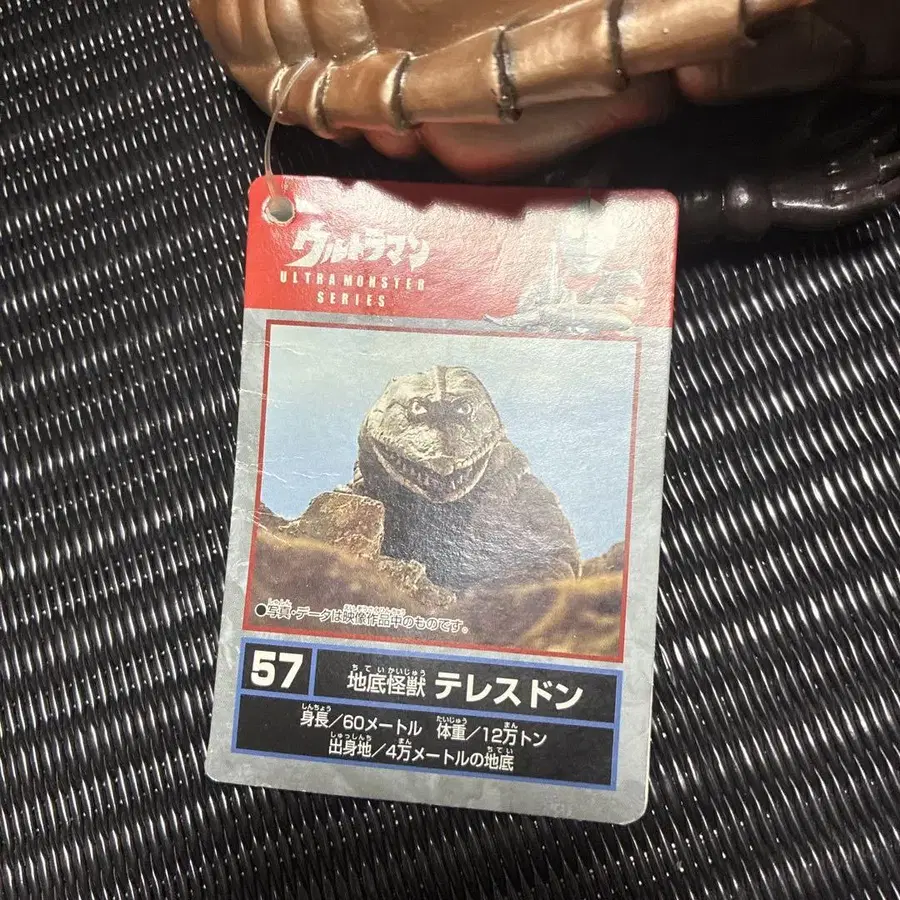 ウルトラマン
ULTRA MONSTER
SERIES
●写真・データは映像作品中のものです。
57
地底怪獣 テレスドン
身長/60メートル 体重/12万トン
出身地/4万メートルの地底